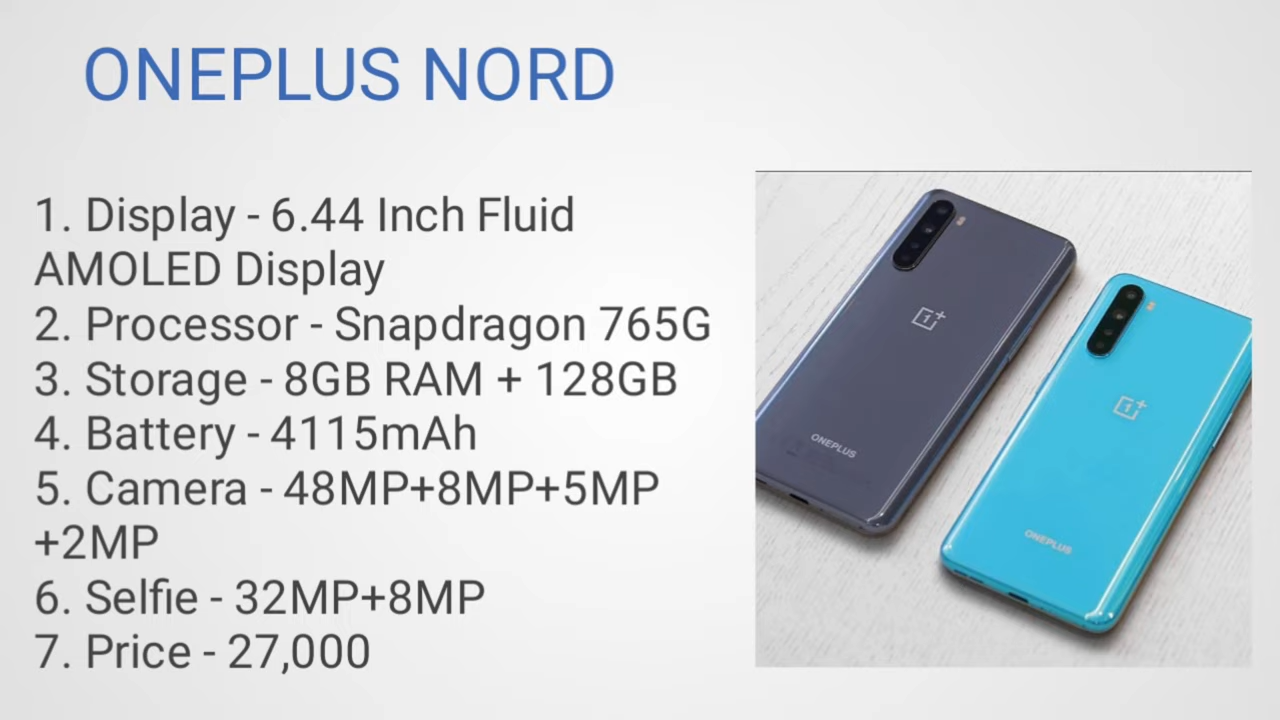 ONEPLUS NORD
1. Display - 6.44 Inch Fluid
AMOLED Display
2. Processor - Snapdragon 765G
3. Storage - 8GB RAM + 128GB
4. Battery - 4115mAh
5. Camera - 48MP+8MP+5MP
+2MP
6. Selfie - 32MP+8MP
7. Price - 27,000
1+
ONEPLUS
1+
ONEPLUS